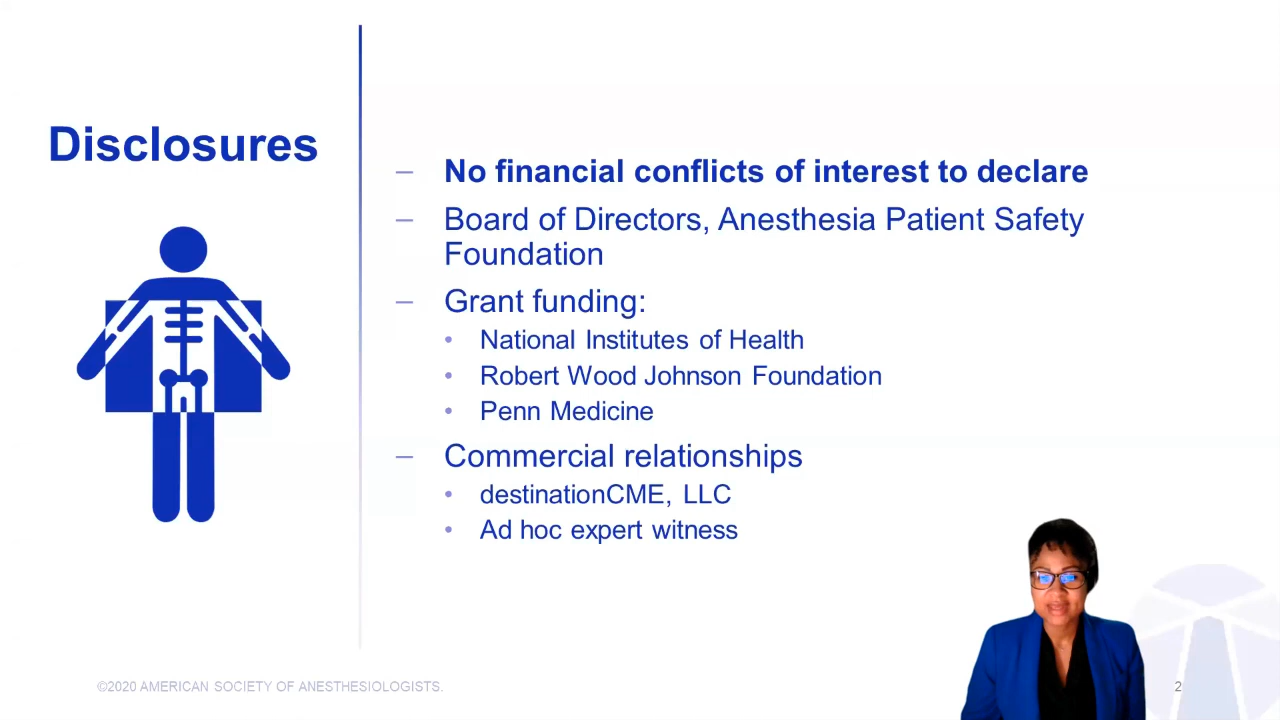 Disclosures
– No financial conflicts of interest to declare
– Board of Directors, Anesthesia Patient Safety
Foundation
– Grant funding:
• National Institutes of Health
• Robert Wood Johnson Foundation
• Penn Medicine
– Commercial relationships
• destinationCME, LLC
• Ad hoc expert witness
©2020 AMERICAN SOCIETY OF ANESTHESIOLOGISTS.
2